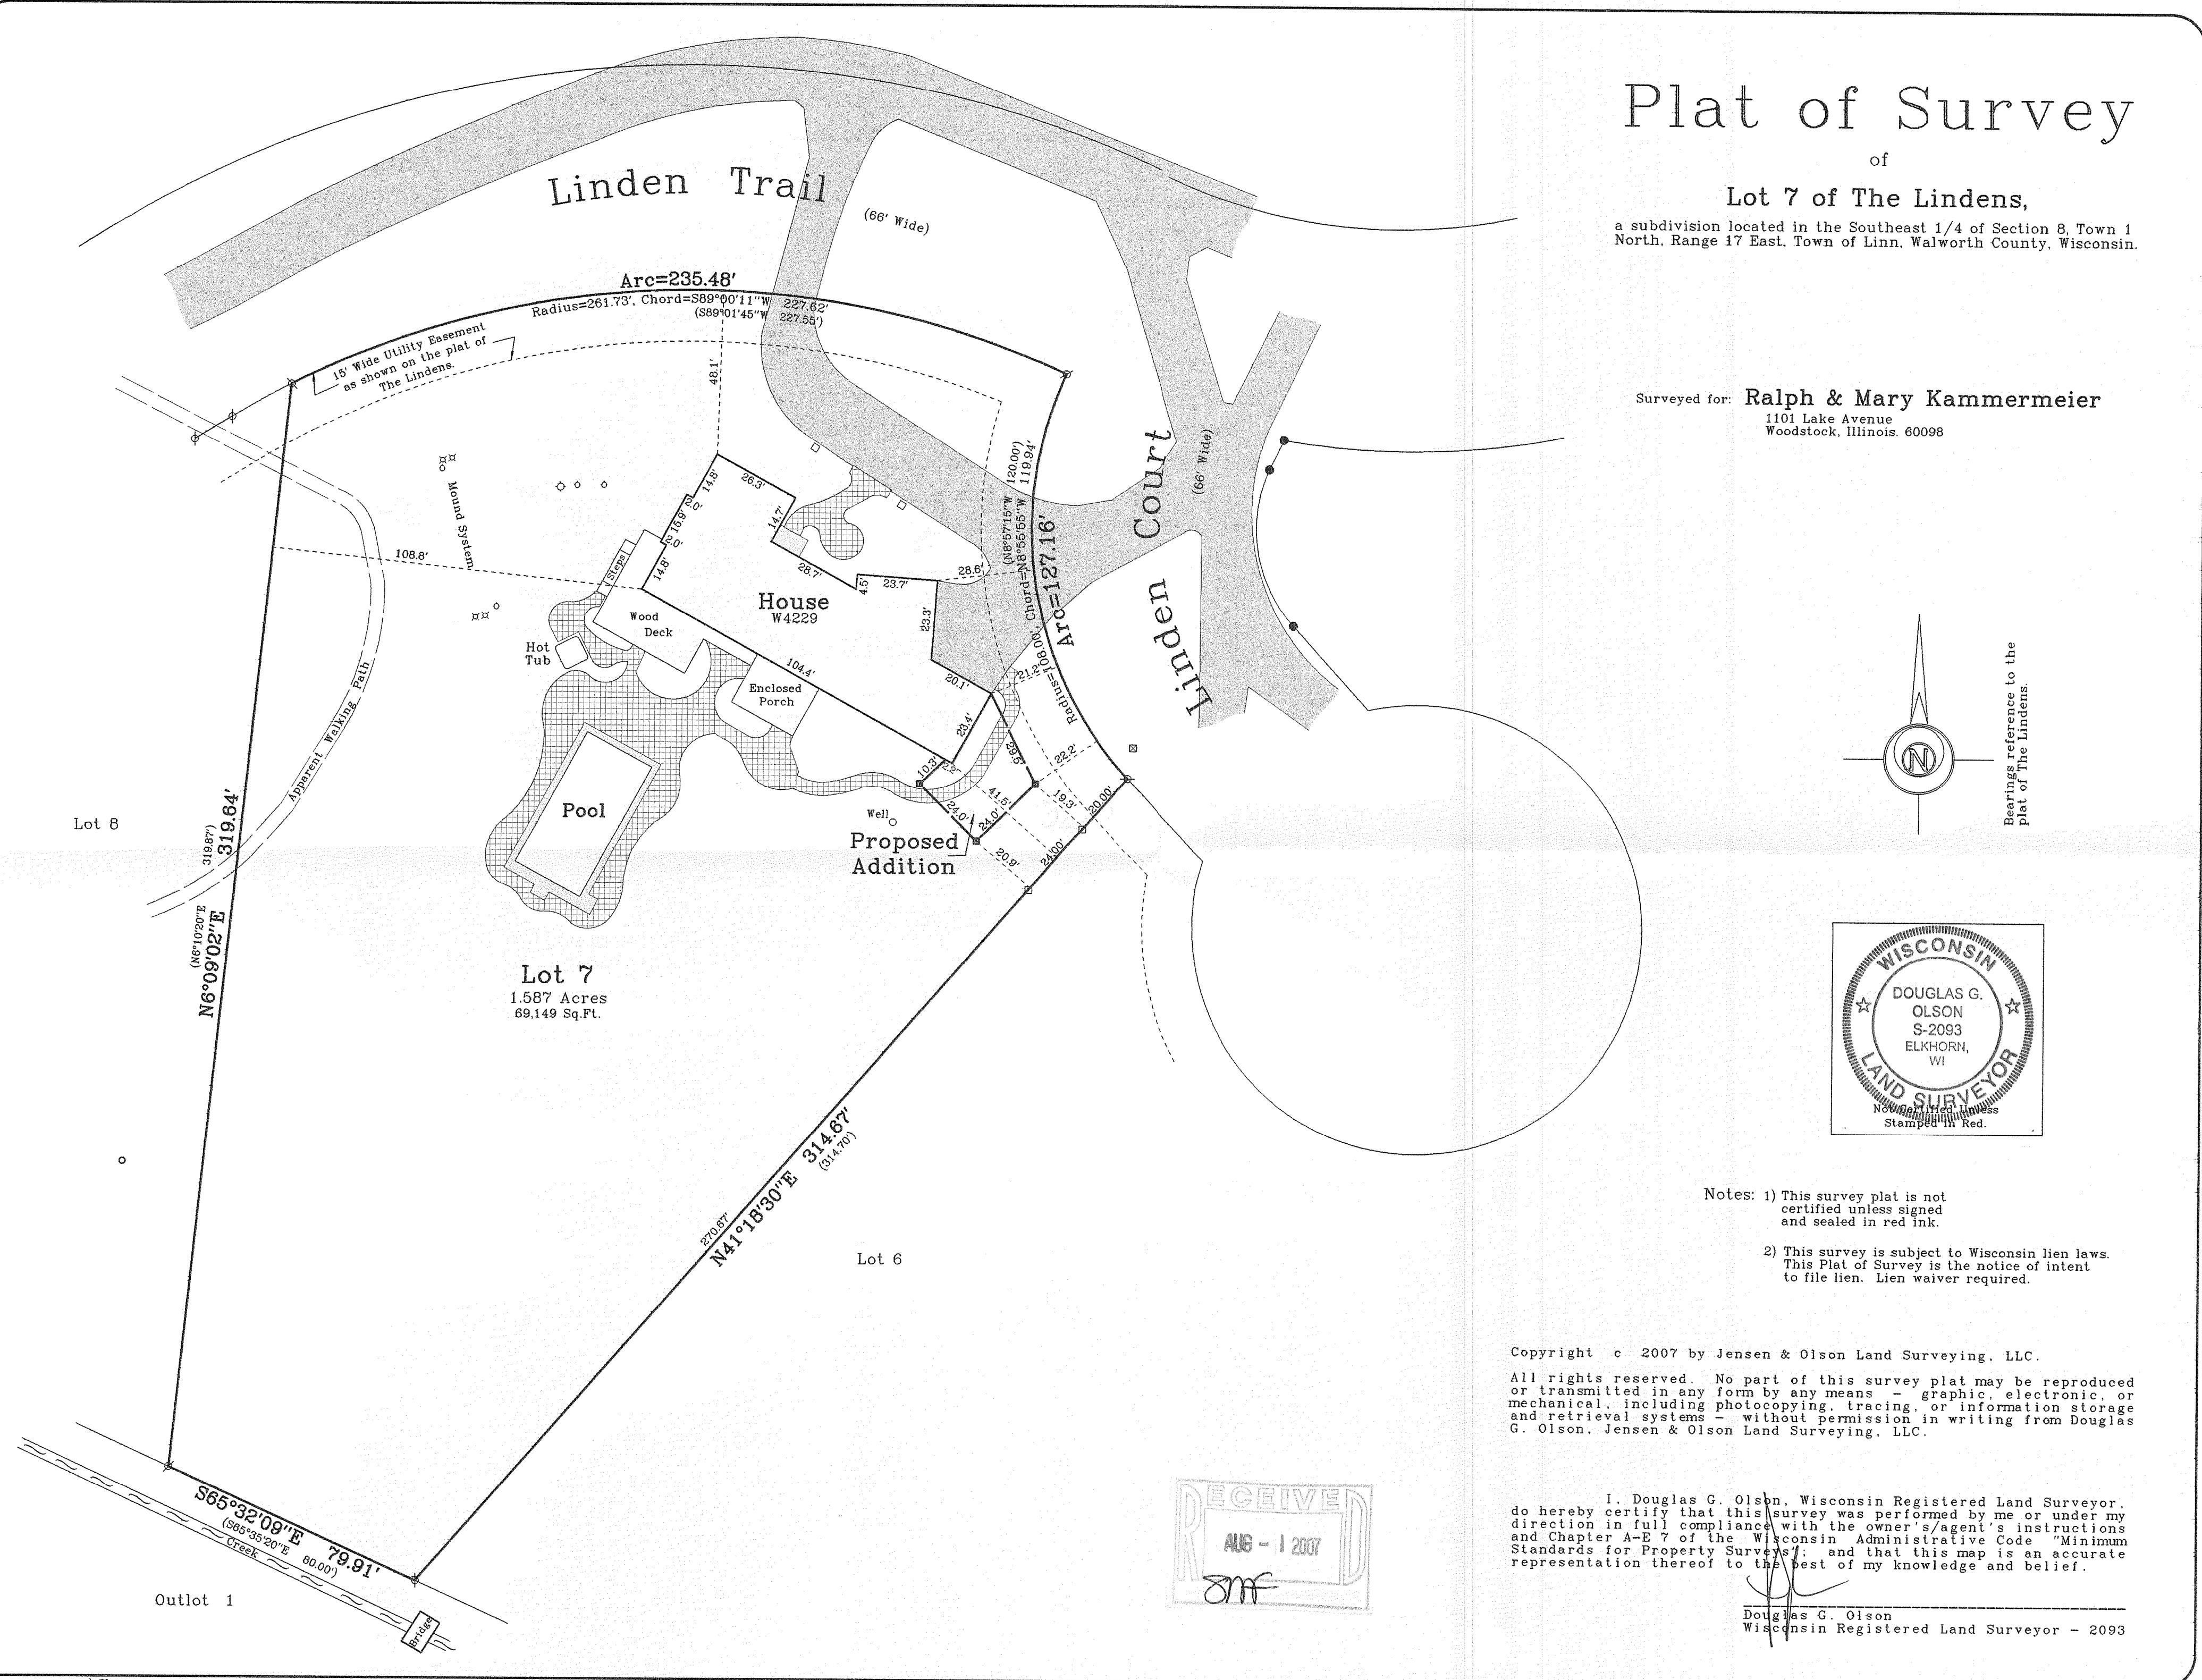 Plat of Survey
of
Lot 7 of The Lindens,
a subdivision located in the Southeast 1/4 of Section 8, Town 1
North, Range 17 East, Town of Linn, Walworth County, Wisconsin.
Surveyed for: Ralph & Mary Kammermeier
1101 Lake Avenue
Woodstock, Illinois. 60098
Linden Trail
(66' Wide)
Arc=235.48'
Radius=261.73', Chord=S89°00'11"W 227.62'
(S89°01'45"W 227.55')
15' Wide Utility Easement
as shown on the plat of
The Lindens.
48.1'
108.8'
Mound System
14.8'
26.3'
2.0'
15.9'
2.0'
14.8'
14.7'
28.7'
4.5'
23.7'
28.6'
23.3'
20.1'
21.2'
104.4'
23.4'
29.5'
22.2'
10.3'
2.2'
41.5'
24.0'
24.0'
19.3'
20.00'
24.00'
20.9'
Steps
Wood
Deck
Hot
Tub
House
W4229
Enclosed
Porch
Pool
Well
Proposed
Addition
(N8°57'15"W 120.00')
Chord=N8°55'55"W 119.94'
Radius=108.00',
Arc=127.16'
Linden Court
(66' Wide)
Apparent Walking Path
Lot 8
(N6°10'20"E 319.87')
N6°09'02"E 319.64'
Lot 7
1.587 Acres
69,149 Sq.Ft.
270.67'
N41°18'30"E 314.67'
(314.70')
Lot 6
S65°32'09"E 79.91'
(S65°35'20"E 80.00')
Creek
Outlot 1
Bridge
N
Bearings reference to the
plat of The Lindens.
WISCONSIN
DOUGLAS G.
OLSON
S-2093
ELKHORN,
WI
LAND SURVEYOR
Not Certified Unless
Stamped In Red.
Notes: 1) This survey plat is not
certified unless signed
and sealed in red ink.
2) This survey is subject to Wisconsin lien laws.
This Plat of Survey is the notice of intent
to file lien. Lien waiver required.
Copyright c 2007 by Jensen & Olson Land Surveying, LLC.
All rights reserved. No part of this survey plat may be reproduced
or transmitted in any form by any means - graphic, electronic, or
mechanical, including photocopying, tracing, or information storage
and retrieval systems - without permission in writing from Douglas
G. Olson, Jensen & Olson Land Surveying, LLC.
I, Douglas G. Olson, Wisconsin Registered Land Surveyor,
do hereby certify that this survey was performed by me or under my
direction in full compliance with the owner's/agent's instructions
and Chapter A-E 7 of the Wisconsin Administrative Code "Minimum
Standards for Property Surveys"; and that this map is an accurate
representation thereof to the best of my knowledge and belief.
Douglas G. Olson
Wisconsin Registered Land Surveyor - 2093
RECEIVED
AUG - 1 2007